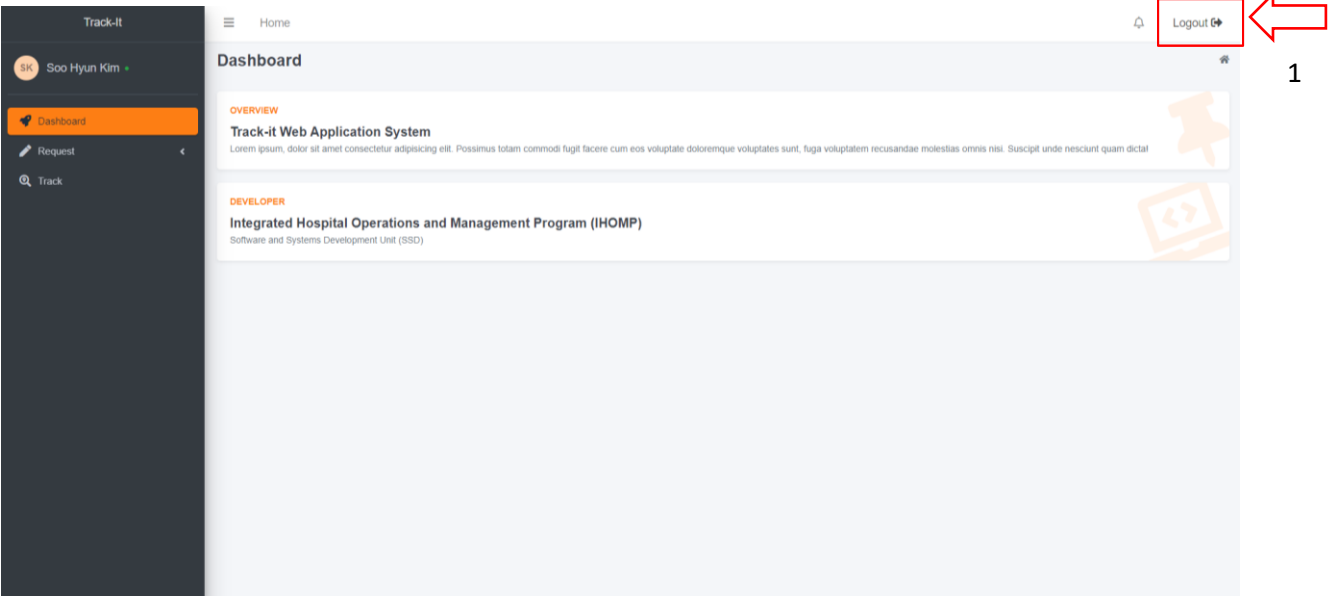 Track-It
Home
Logout
1
SK
Soo Hyun Kim
Dashboard
Request
Track
Dashboard
OVERVIEW
Track-it Web Application System
Lorem ipsum, dolor sit amet consectetur adipisicing elit. Possimus totam commodi fugit facere cum eos voluptate doloremque voluptates sunt, fuga voluptatem recusandae molestias omnis nisi. Suscipit unde nesciunt quam dicta!
DEVELOPER
Integrated Hospital Operations and Management Program (IHOMP)
Software and Systems Development Unit (SSD)